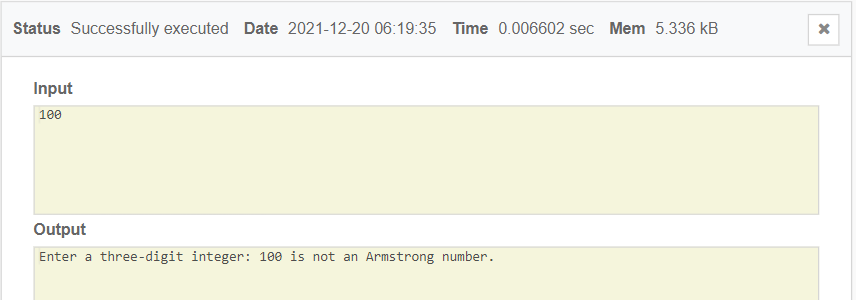 Status Successfully executed Date 2021-12-20 06:19:35 Time 0.006602 sec Mem 5.336 kB
Input
100
Output
Enter a three-digit integer: 100 is not an Armstrong number.